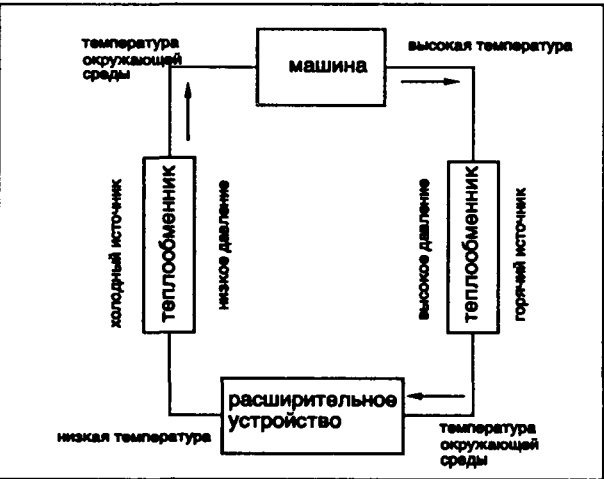 температура
окружающей
среды
машина
высокая температура
холодный источник
теплообменник
низкое давление
высокое давление
теплообменник
горячий источник
расширительное
устройство
низкая температура
температура
окружающей
среды